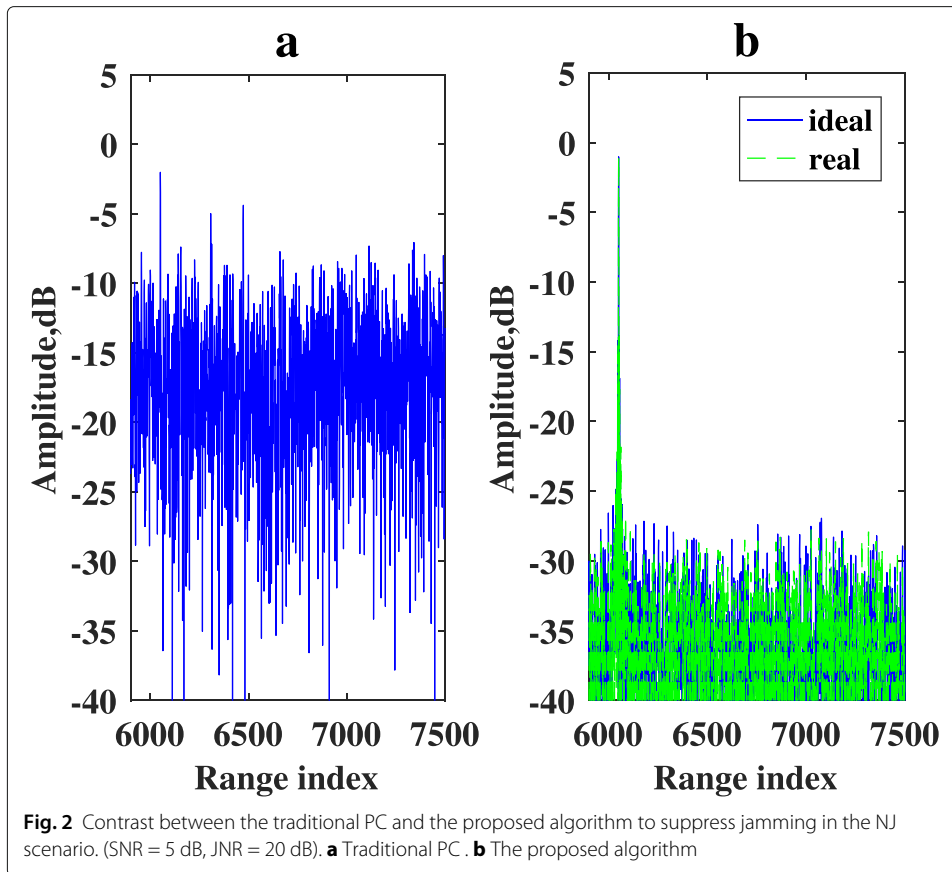 a
b
5
0
-5
-10
-15
-20
-25
-30
-35
-40
Amplitude,dB
6000 6500 7000 7500
Range index
5
0
-5
-10
-15
-20
-25
-30
-35
-40
Amplitude,dB
6000 6500 7000 7500
Range index
ideal
real
Fig. 2 Contrast between the traditional PC and the proposed algorithm to suppress jamming in the NJ
scenario. (SNR = 5 dB, JNR = 20 dB). a Traditional PC . b The proposed algorithm